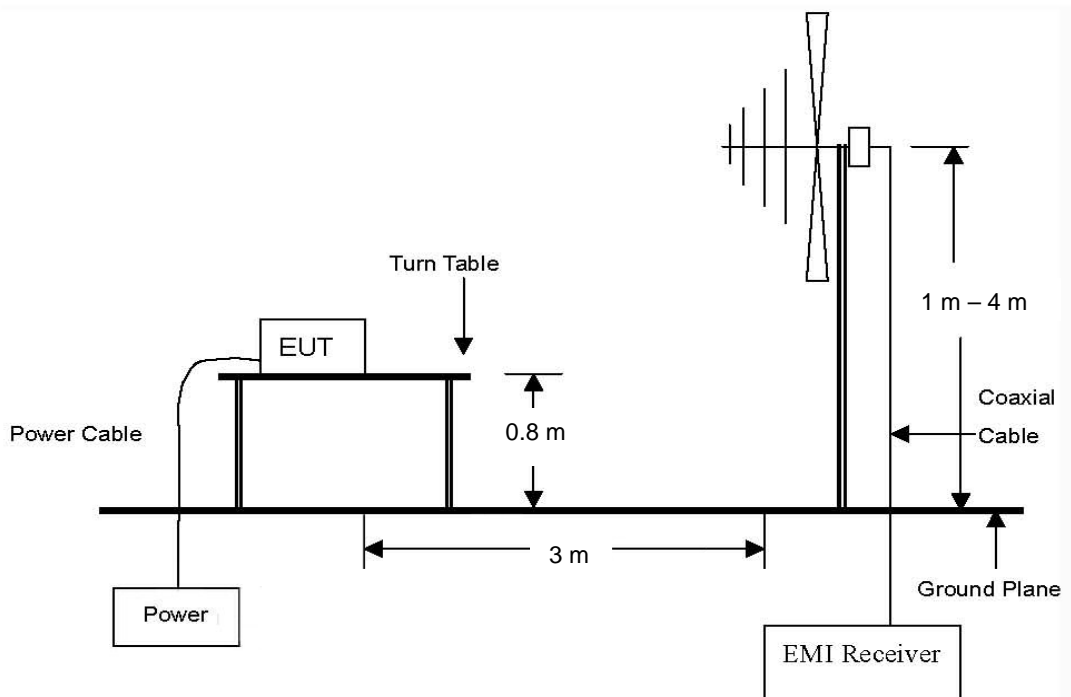 Turn Table
1 m – 4 m
EUT
Coaxial
Cable
0.8 m
Power Cable
3 m
Ground Plane
Power
EMI Receiver